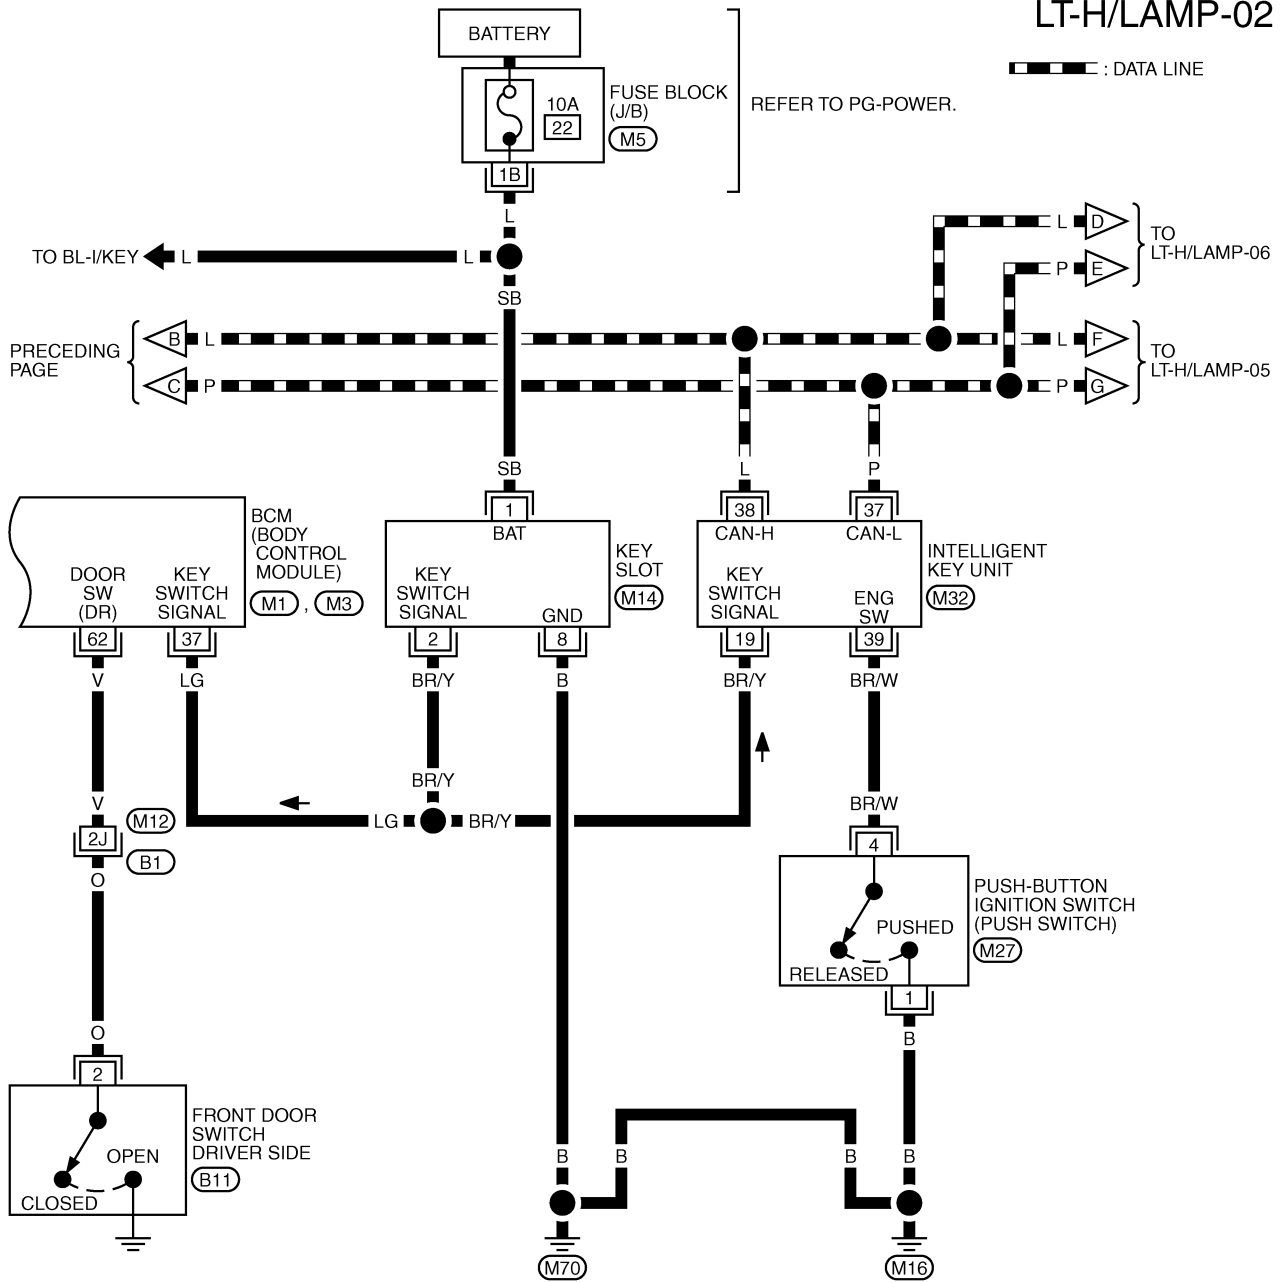 LT-H/LAMP-02
BATTERY
: DATA LINE
FUSE BLOCK
(J/B)
M5
10A
22
REFER TO PG-POWER.
1B
L
TO BL-I/KEY
L
L
SB
L
D
P
E
TO
LT-H/LAMP-06
PRECEDING
PAGE
B
L
C
P
L
F
P
G
TO
LT-H/LAMP-05
SB
L
P
1
38
37
BAT
CAN-H
CAN-L
BCM
(BODY
CONTROL
MODULE)
M1
,
M3
DOOR
SW
(DR)
KEY
SWITCH
SIGNAL
KEY
SWITCH
SIGNAL
GND
KEY
SLOT
M14
KEY
SWITCH
SIGNAL
ENG
SW
INTELLIGENT
KEY UNIT
M32
62
37
2
8
19
39
V
LG
BR/Y
B
BR/Y
BR/W
BR/Y
V
BR/W
M12
LG
BR/Y
2J
B1
4
O
PUSH-BUTTON
IGNITION SWITCH
(PUSH SWITCH)
M27
PUSHED
RELEASED
1
O
B
2
FRONT DOOR
SWITCH
DRIVER SIDE
B11
OPEN
CLOSED
B
B
B
B
M70
M16